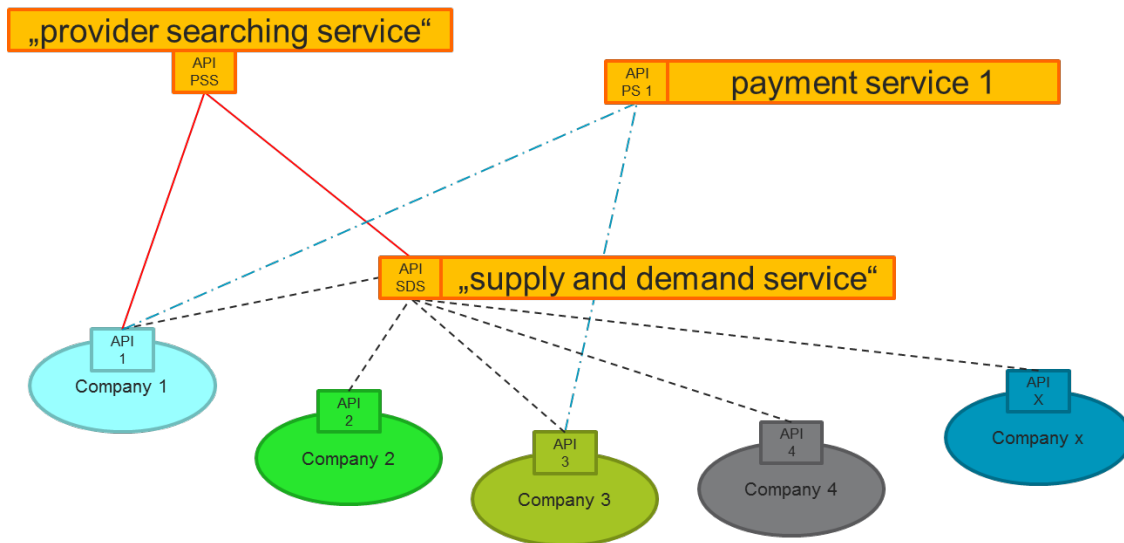 „provider searching service“
API
PSS
API
PS 1
payment service 1
API
SDS
„supply and demand service“
API
1
Company 1
API
2
Company 2
API
3
Company 3
API
4
Company 4
API
X
Company x